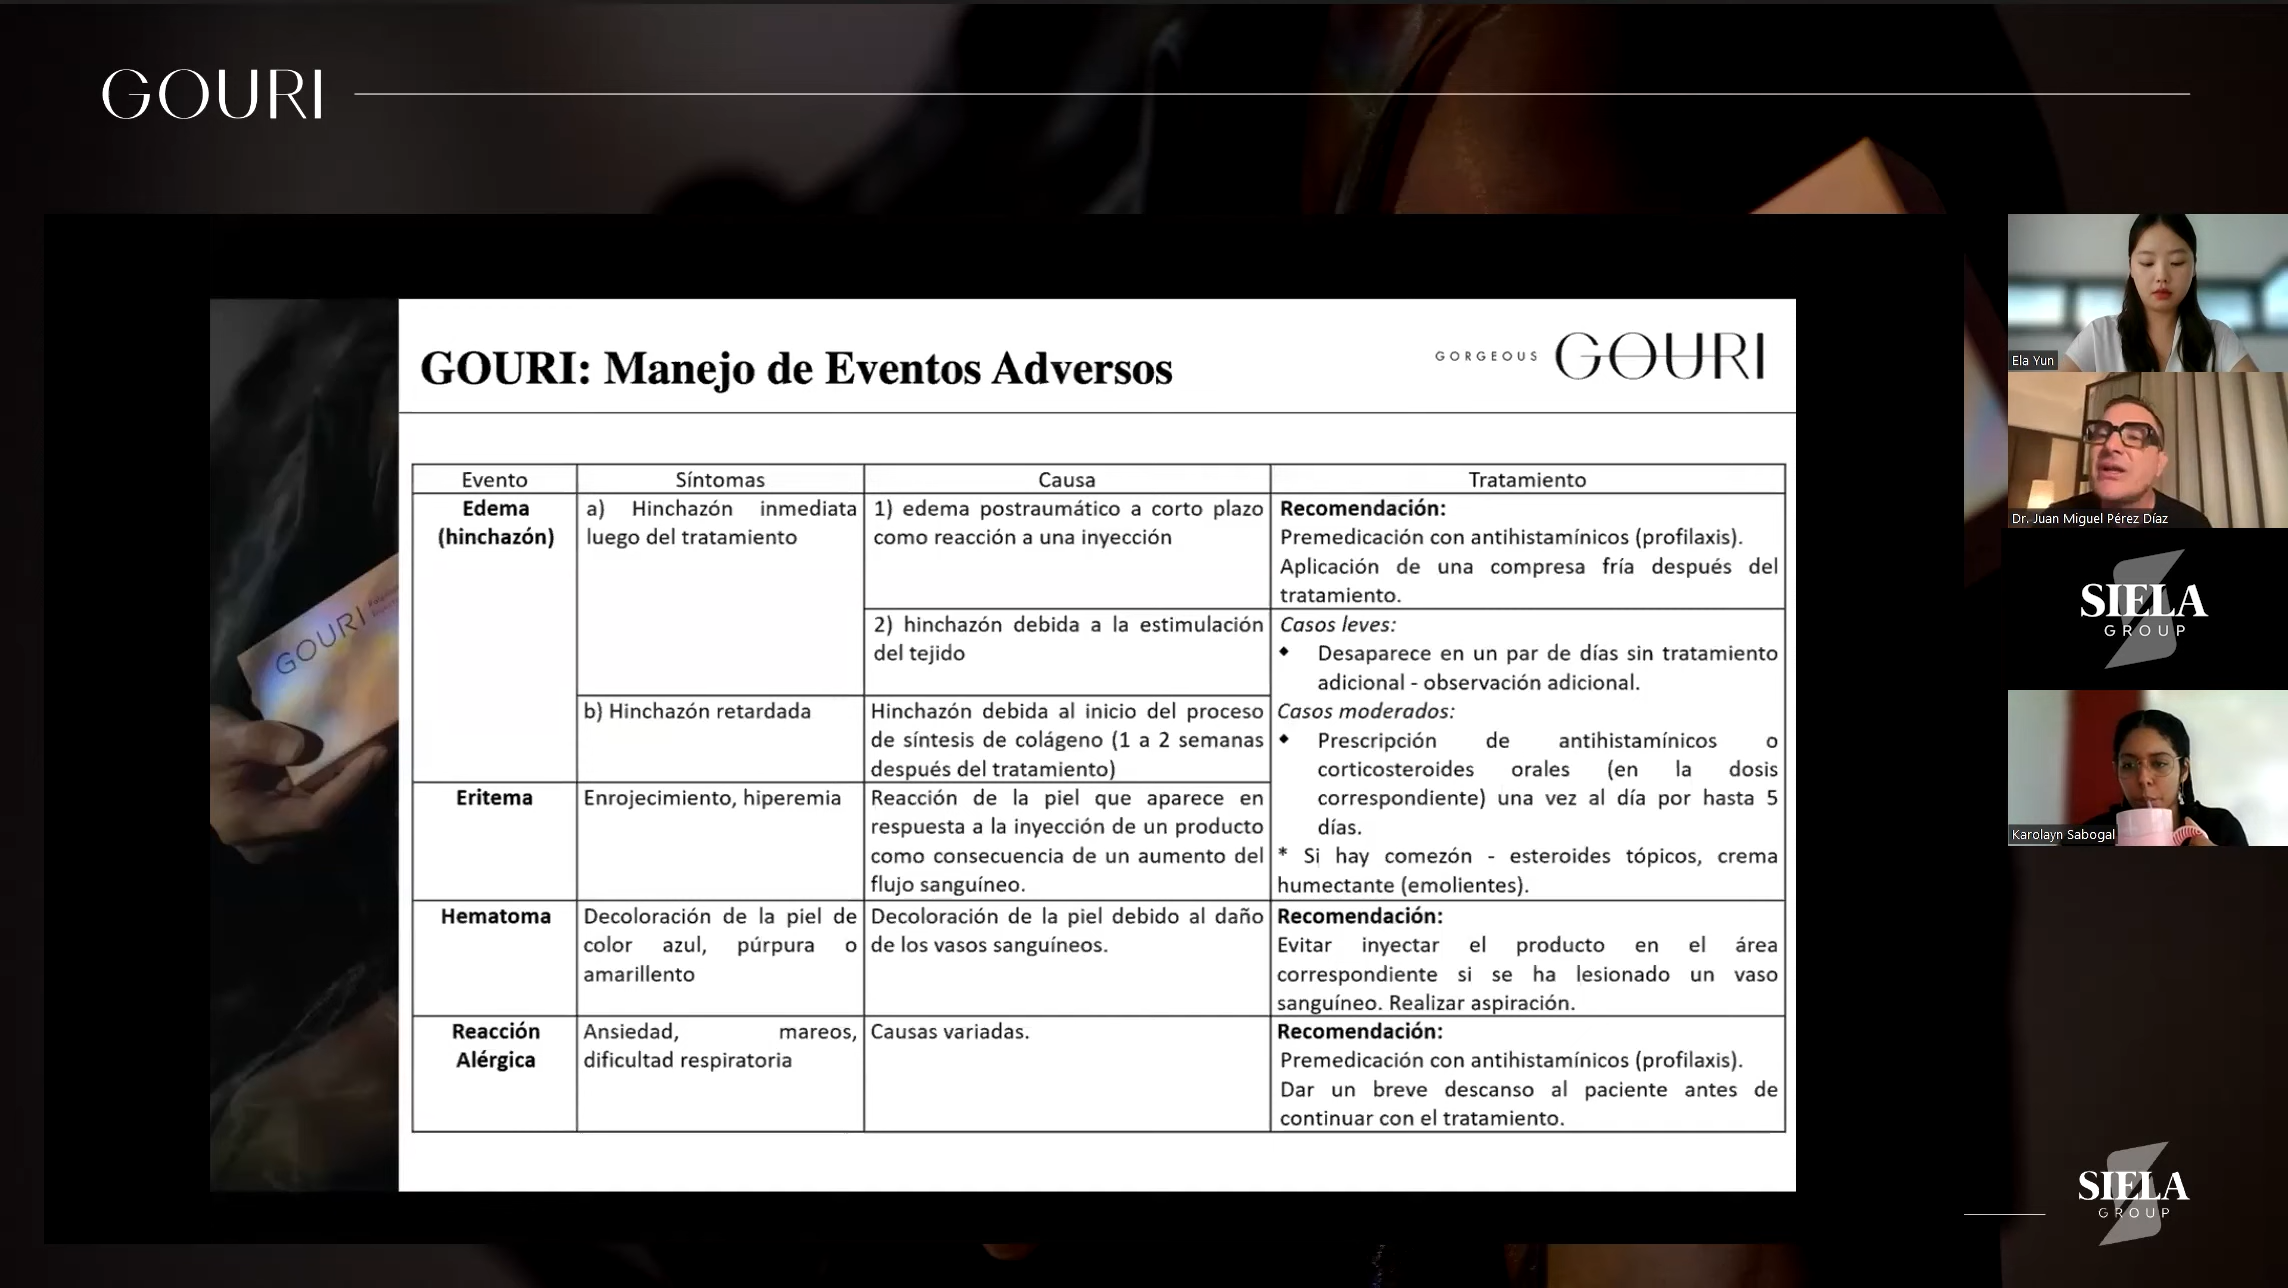 GOURI
GOURI: Manejo de Eventos Adversos
GORGEOUS GOURI
Evento
Síntomas
Causa
Tratamiento
Edema
(hinchazón)
a) Hinchazón inmediata
luego del tratamiento
1) edema postraumático a corto plazo
como reacción a una inyección
Recomendación:
Premedicación con antihistamínicos (profilaxis).
Aplicación de una compresa fría después del
tratamiento.
2) hinchazón debida a la estimulación
del tejido
Casos leves:
◆ Desaparece en un par de días sin tratamiento
adicional - observación adicional.
b) Hinchazón retardada
Hinchazón debida al inicio del proceso
de síntesis de colágeno (1 a 2 semanas
después del tratamiento)
Casos moderados:
◆ Prescripción de antihistamínicos o
corticosteroides orales (en la dosis
correspondiente) una vez al día por hasta 5
días.
* Si hay comezón - esteroides tópicos, crema
humectante (emolientes).
Eritema
Enrojecimiento, hiperemia
Reacción de la piel que aparece en
respuesta a la inyección de un producto
como consecuencia de un aumento del
flujo sanguíneo.
Hematoma
Decoloración de la piel de
color azul, púrpura o
amarillento
Decoloración de la piel debido al daño
de los vasos sanguíneos.
Recomendación:
Evitar inyectar el producto en el área
correspondiente si se ha lesionado un vaso
sanguíneo. Realizar aspiración.
Reacción
Alérgica
Ansiedad, mareos,
dificultad respiratoria
Causas variadas.
Recomendación:
Premedicación con antihistamínicos (profilaxis).
Dar un breve descanso al paciente antes de
continuar con el tratamiento.
GOURI
Ela Yun
Dr. Juan Miguel Pérez Díaz
SIELA
GROUP
Karolayn Sabogal
SIELA
GROUP